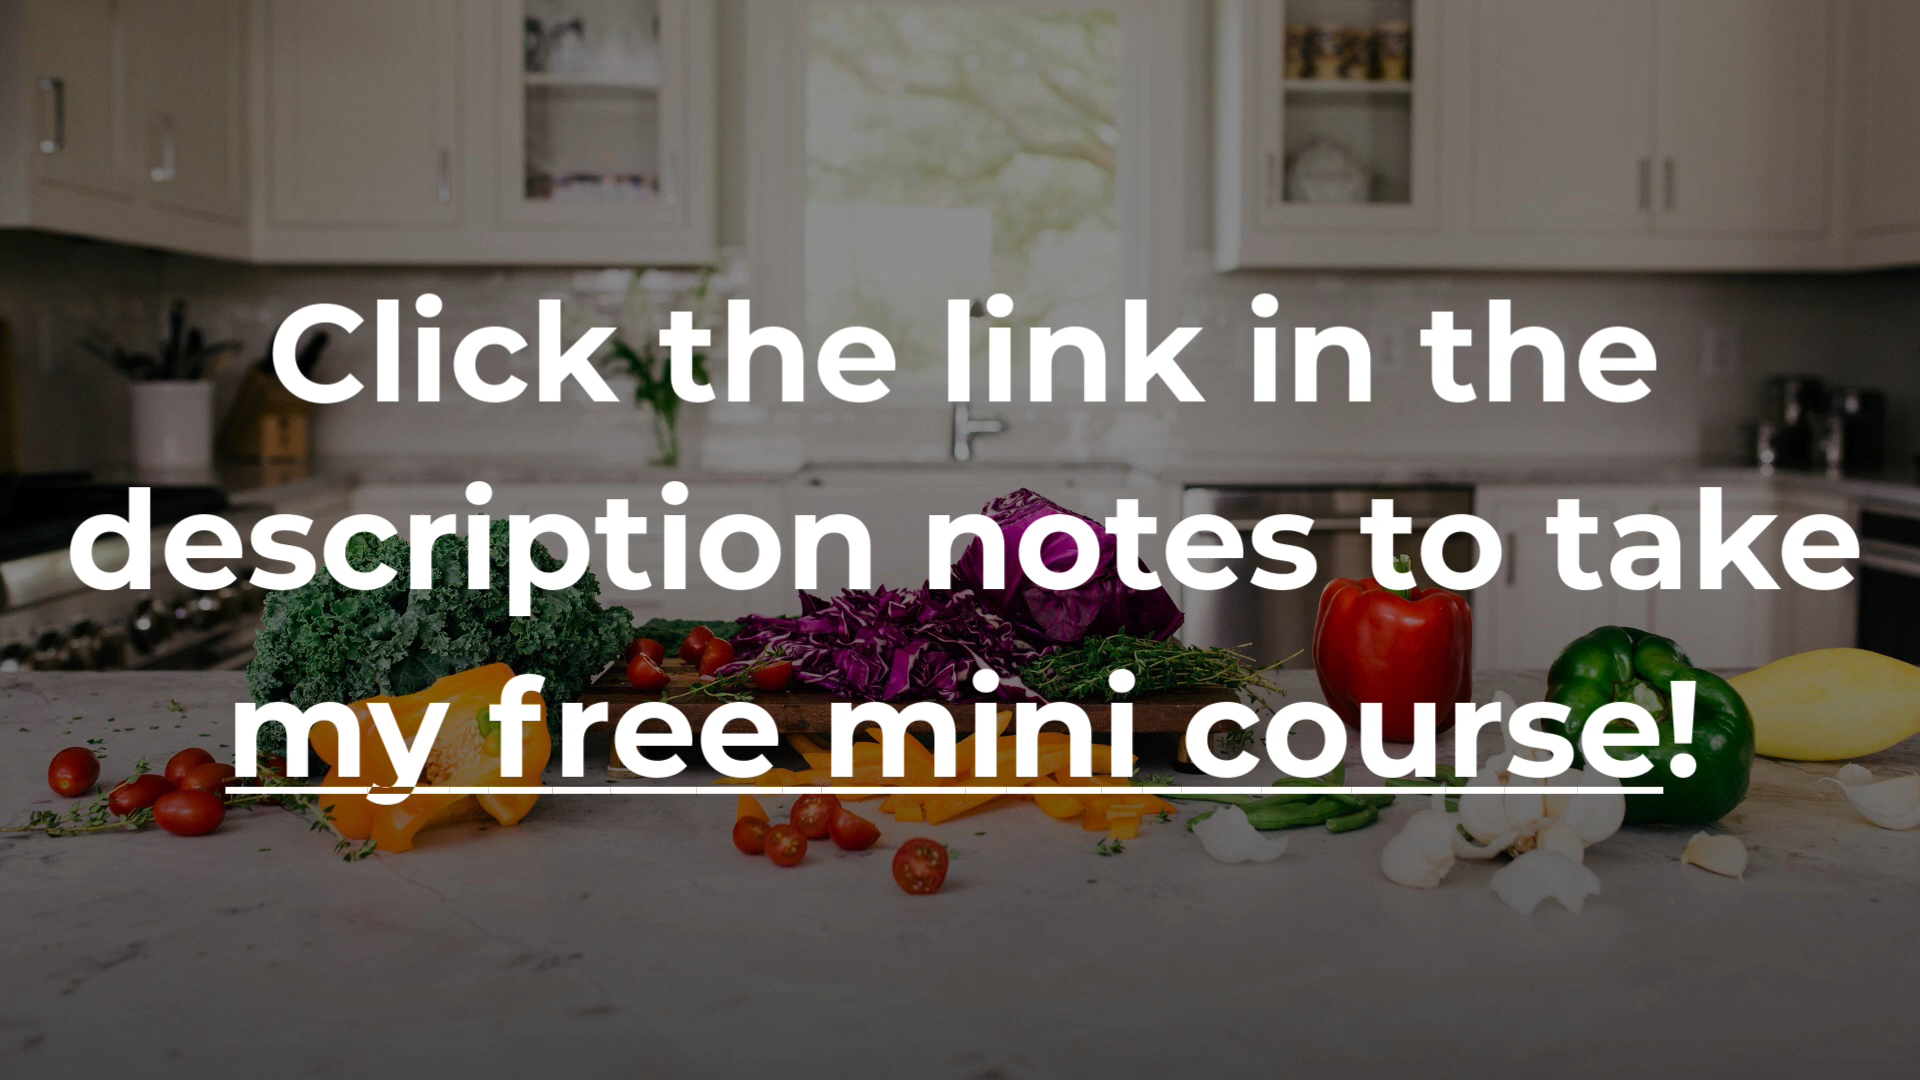 Click the link in the
description notes to take
my free mini course!